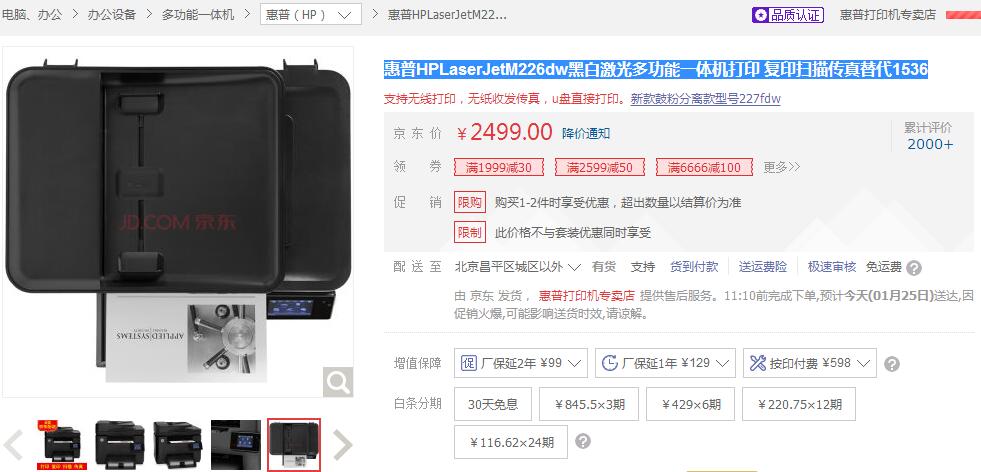 电脑、办公 > 办公设备 > 多功能一体机 > 惠普（HP） > 惠普HPLaserJetM22...
品质认证 惠普打印机专卖店
惠普HPLaserJetM226dw黑白激光多功能一体机打印 复印扫描传真替代1536
支持无线打印，无纸收发传真，u盘直接打印。新款鼓粉分离款型号227fdw
京东价 ￥2499.00 降价通知
累计评价
2000+
领券 满1999减30 满2599减50 满6666减100 更多>>
促销 限购 购买1-2件时享受优惠，超出数量以结算价为准
限制 此价格不与套装优惠同时享受
JD.COM 京东
配送至 北京昌平区城区以外 有货 支持 货到付款 送运费险 极速审核 免运费 ?
由 京东 发货， 惠普打印机专卖店 提供售后服务。11:10前完成下单,预计今天(01月25日)送达,因
促销火爆,可能影响送货时效,请谅解。
APPLIED SYSTEMS
增值保障 促 厂保延2年 ¥99 厂保延1年 ¥129 按印付费 ¥598 ?
白条分期 30天免息 ￥845.5×3期 ￥429×6期 ￥220.75×12期
￥116.62×24期 ?
打印 复印 扫描 传真